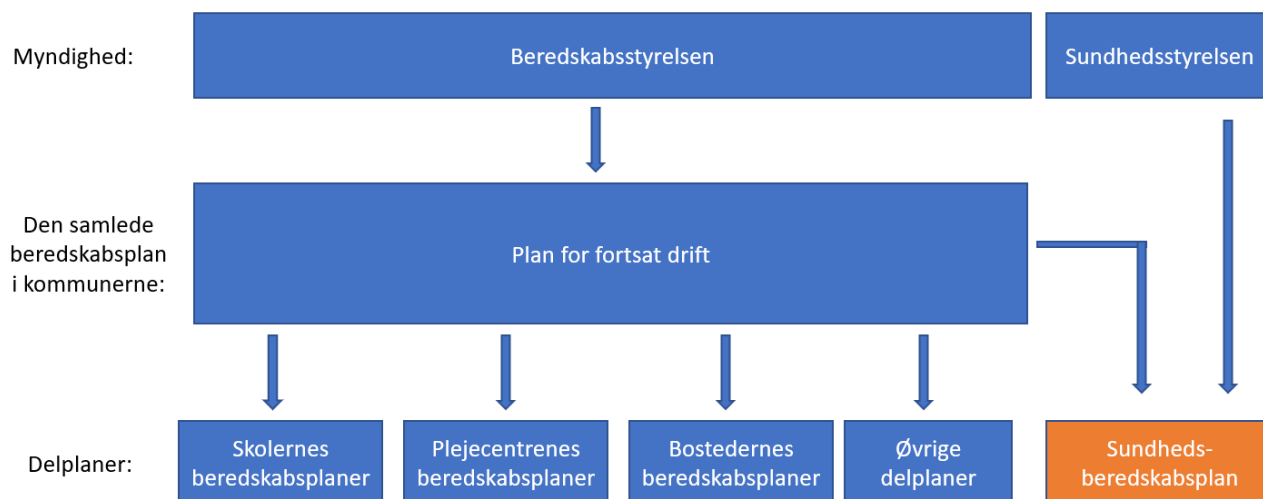 Myndighed:
Beredskabsstyrelsen
Sundhedsstyrelsen
Den samlede
beredskabsplan
i kommunerne:
Plan for fortsat drift
Delplaner:
Skolernes
beredskabsplaner
Plejecentrenes
beredskabsplaner
Bostedernes
beredskabsplaner
Øvrige
delplaner
Sundheds-
beredskabsplan